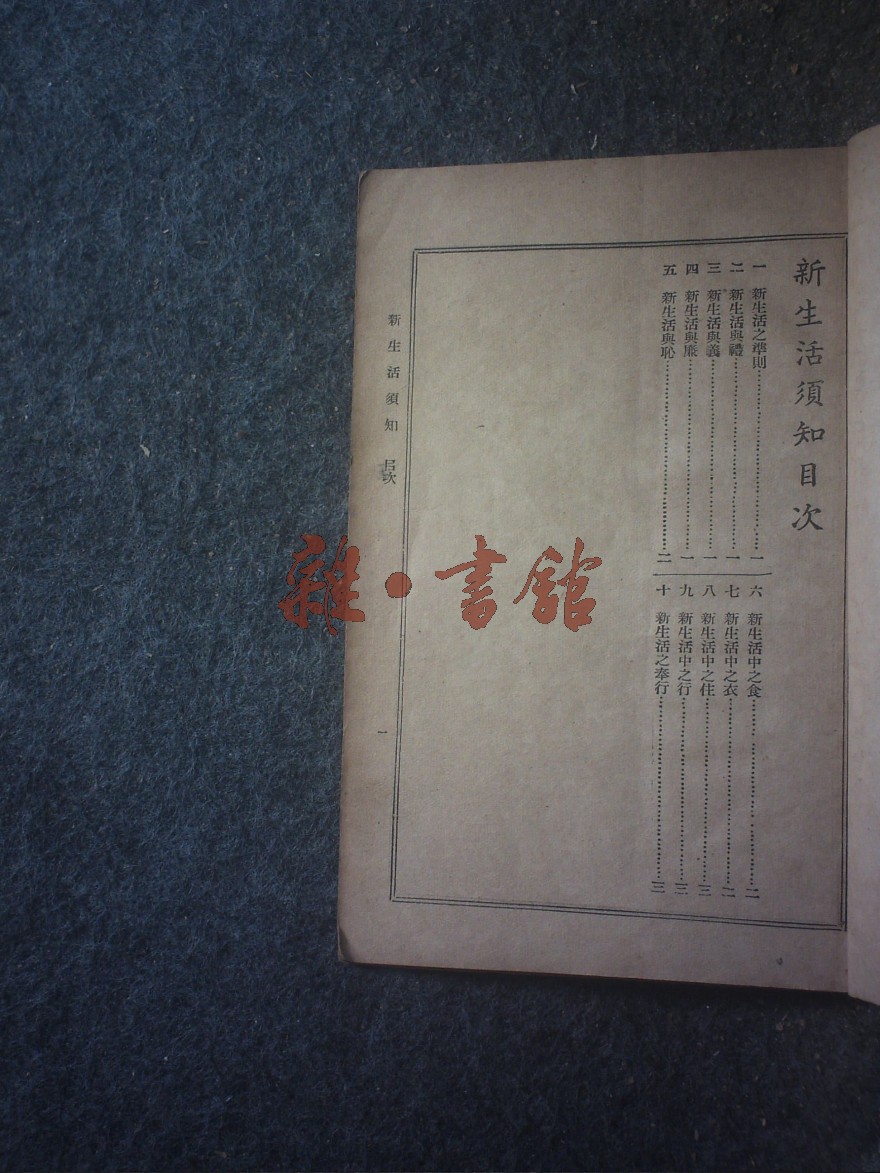 新生活須知目次
一 新生活之準則……一
二 新生活與禮……一
三 新生活與義……一
四 新生活與廉……一
五 新生活與恥……二
六 新生活中之食……二
七 新生活中之衣……二
八 新生活中之住……三
九 新生活中之行……三
十 新生活之奉行……三
新生活須知 目次
一
雜·書館